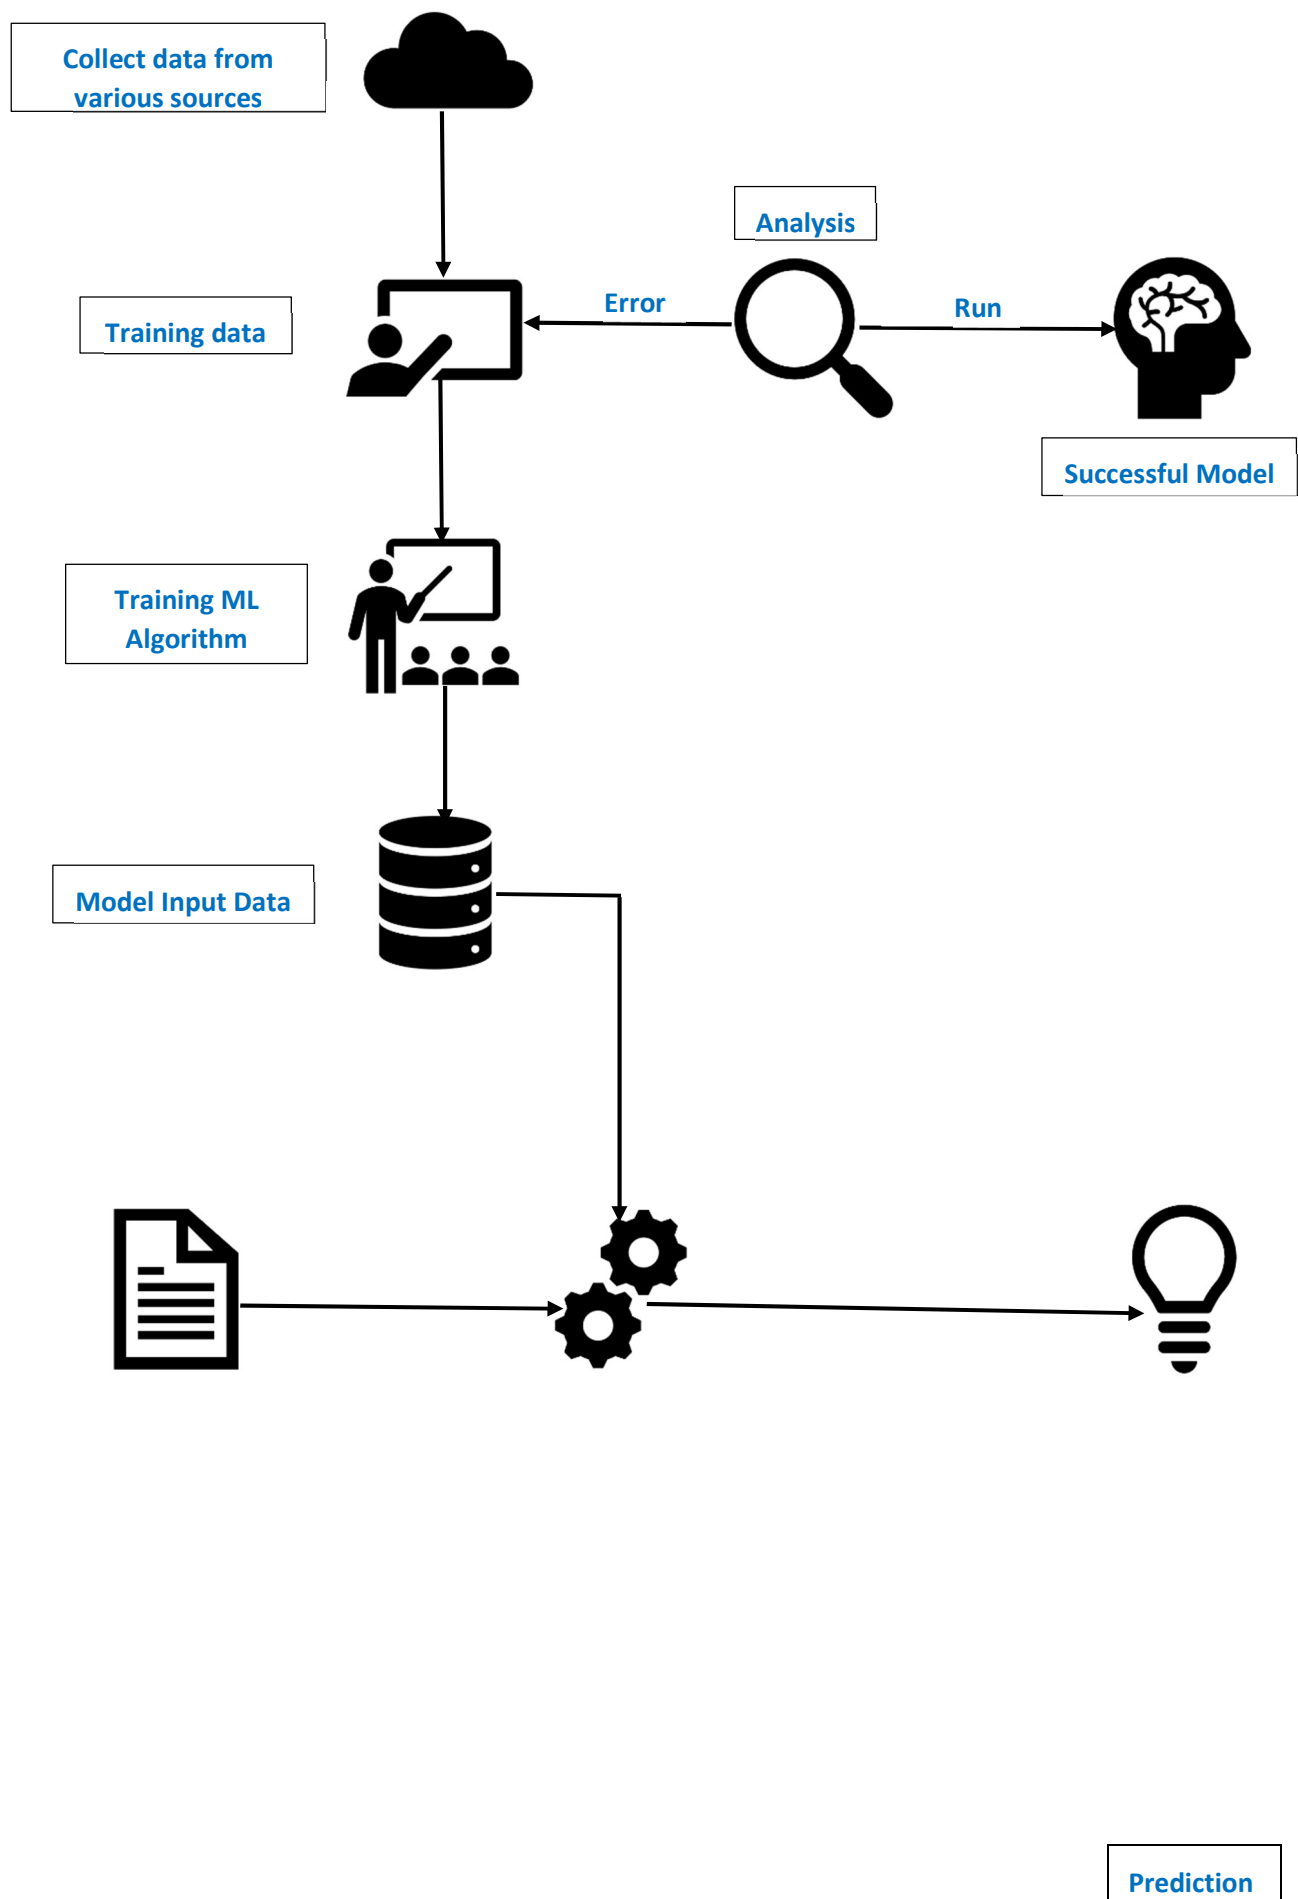 Collect data from
various sources
Analysis
Error
Run
Training data
Successful Model
Training ML
Algorithm
Model Input Data
Prediction